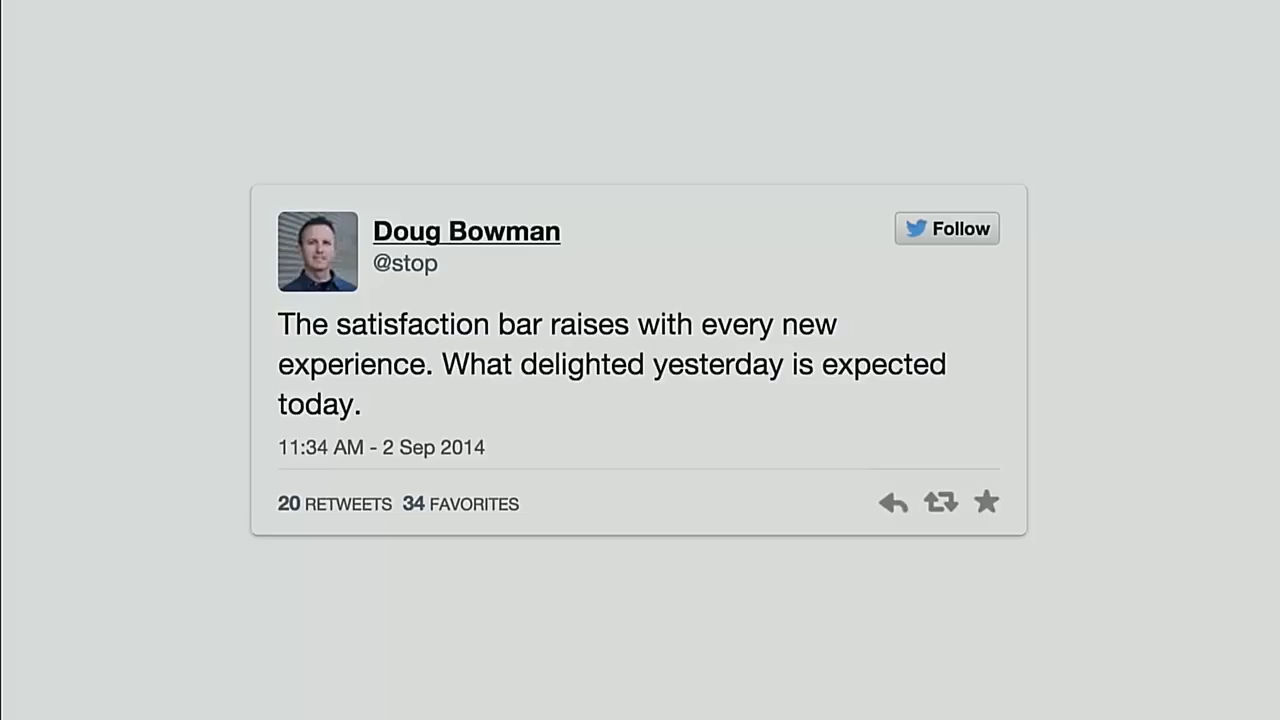 Doug Bowman
@stop
Follow
The satisfaction bar raises with every new
experience. What delighted yesterday is expected
today.
11:34 AM - 2 Sep 2014
20 RETWEETS 34 FAVORITES